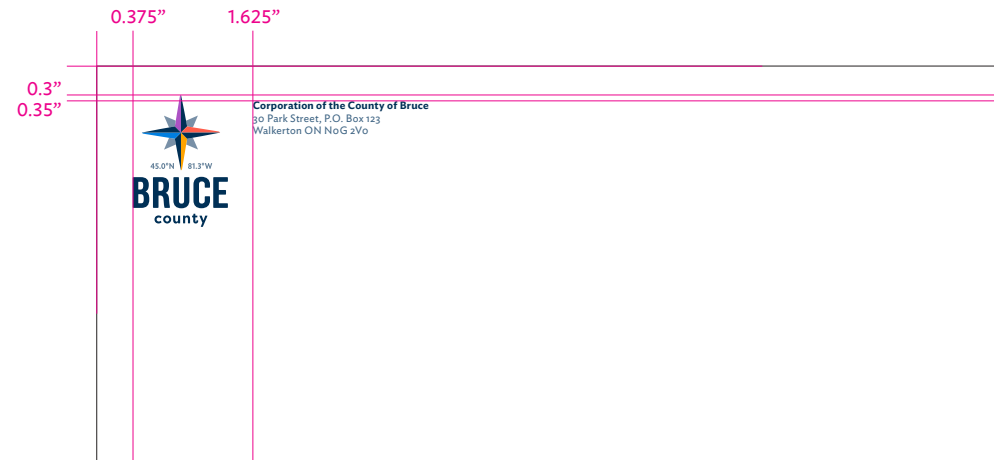 0.375” 1.625”
0.3”
0.35”
Corporation of the County of Bruce
30 Park Street, P.O. Box 123
Walkerton ON N0G 2V0
45.0°N 81.3°W
BRUCE
county